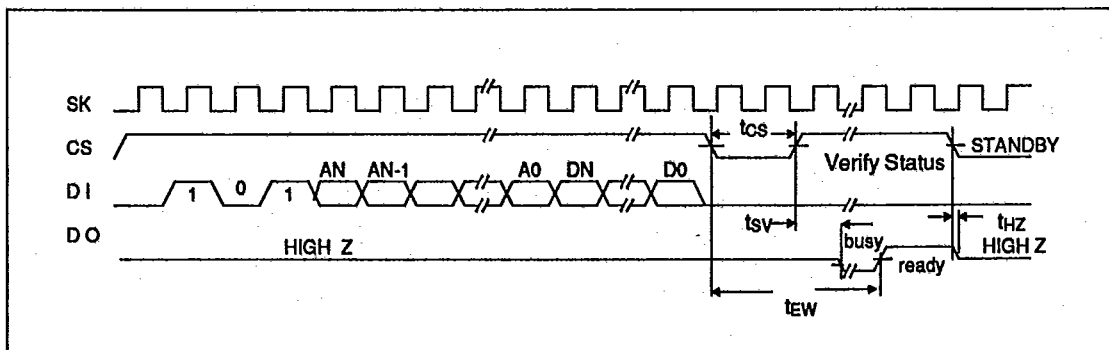 SK
CS
tCS
STANDBY
Verify Status
DI
1
0
1
AN
AN-1
A0
DN
D0
tSV
tHZ
DO
HIGH Z
busy
ready
HIGH Z
tEW